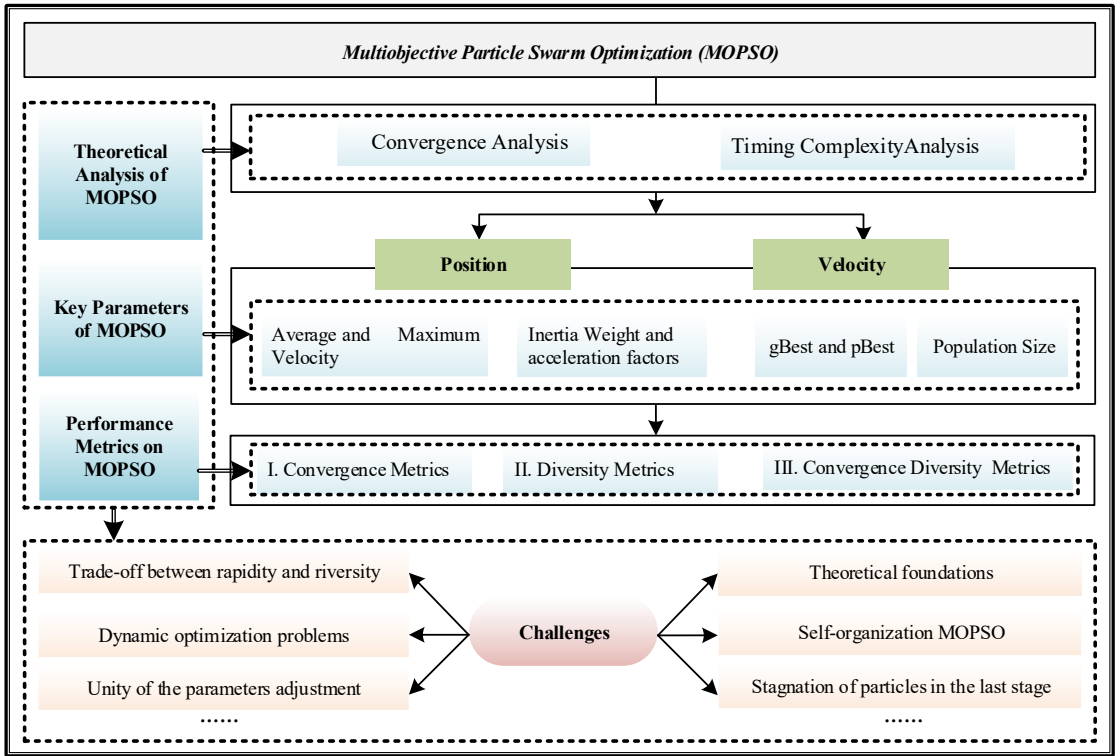 Multiobjective Particle Swarm Optimization (MOPSO)
Theoretical
Analysis of
MOPSO
Convergence Analysis
Timing ComplexityAnalysis
Position
Velocity
Key Parameters
of MOPSO
Average and Maximum
Velocity
Inertia Weight and
acceleration factors
gBest and pBest
Population Size
Performance
Metrics on
MOPSO
I. Convergence Metrics
II. Diversity Metrics
III. Convergence Diversity Metrics
Trade-off between rapidity and riversity
Dynamic optimization problems
Unity of the parameters adjustment
......
Challenges
Theoretical foundations
Self-organization MOPSO
Stagnation of particles in the last stage
......